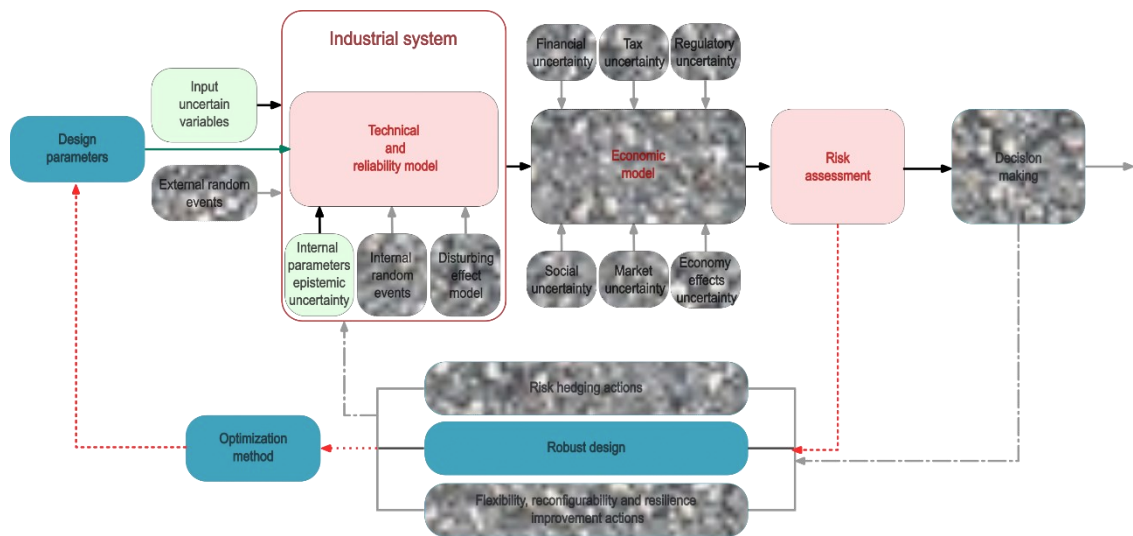 Industrial system
Financial
uncertainty
Tax
uncertainty
Regulatory
uncertainty
Input
uncertain
variables
Design
parameters
Technical
and
reliability model
Economic
model
Risk
assessment
Decision
making
External random
events
Internal
parameters
epistemic
uncertainty
Internal
random
events
Disturbing
effect
model
Social
uncertainty
Market
uncertainty
Economy
effects
uncertainty
Risk hedging actions
Optimization
method
Robust design
Flexibility, reconfigurability and resilience
improvement actions